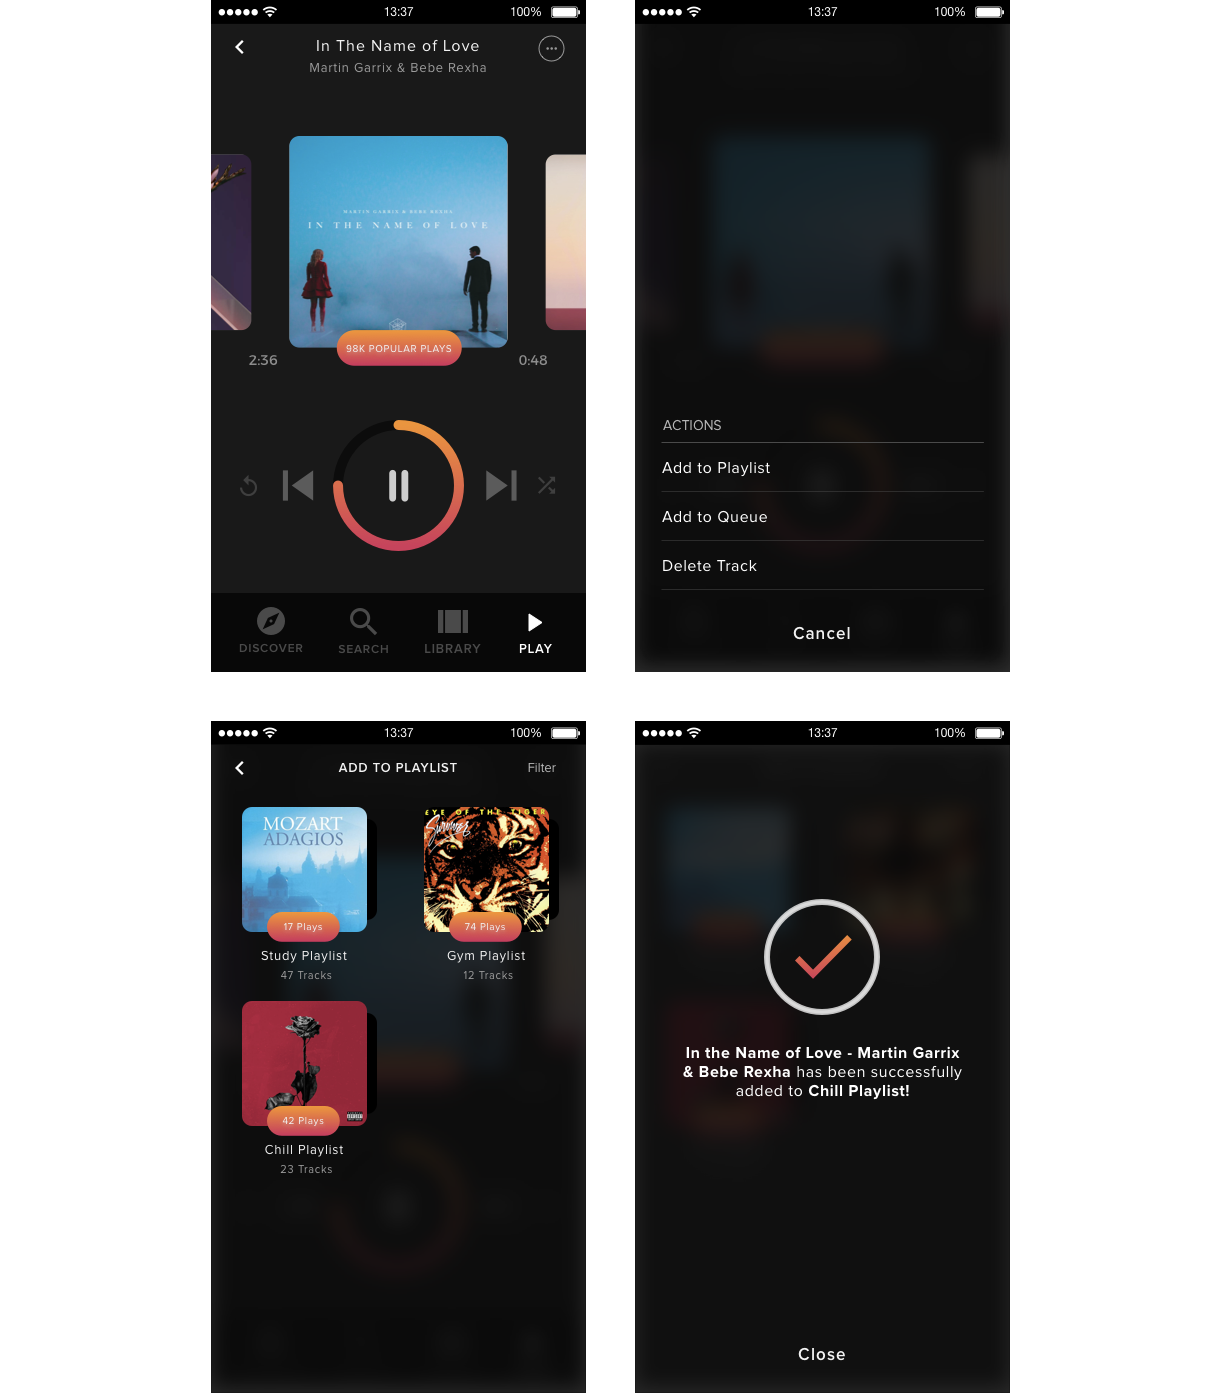 13:37
100%
In The Name of Love
Martin Garrix & Bebe Rexha
MARTIN GARRIX & BEBE REXHA
IN THE NAME OF LOVE
98K POPULAR PLAYS
2:36
0:48
DISCOVER
SEARCH
LIBRARY
PLAY
13:37
100%
ACTIONS
Add to Playlist
Add to Queue
Delete Track
Cancel
13:37
100%
ADD TO PLAYLIST
Filter
MOZART
ADAGIOS
17 Plays
Study Playlist
47 Tracks
EYE OF THE TIGER
Survivor
74 Plays
Gym Playlist
12 Tracks
42 Plays
Chill Playlist
23 Tracks
13:37
100%
In the Name of Love - Martin Garrix
& Bebe Rexha has been successfully
added to Chill Playlist!
Close